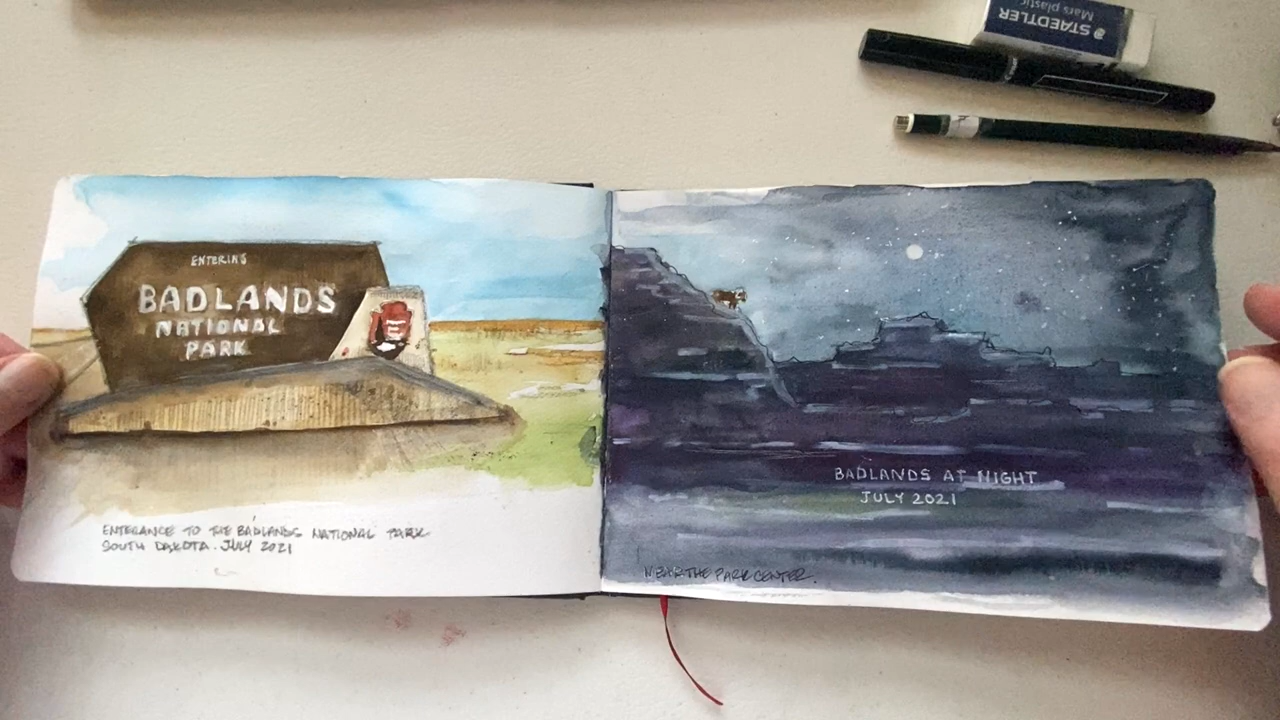 STAEDTLER
Mars plastic
ENTERING
BADLANDS
NATIONAL
PARK
ENTERANCE TO THE BADLANDS NATIONAL PARK
SOUTH DAKOTA. JULY 2021
BADLANDS AT NIGHT
JULY 2021
NEAR THE PARK CENTER.